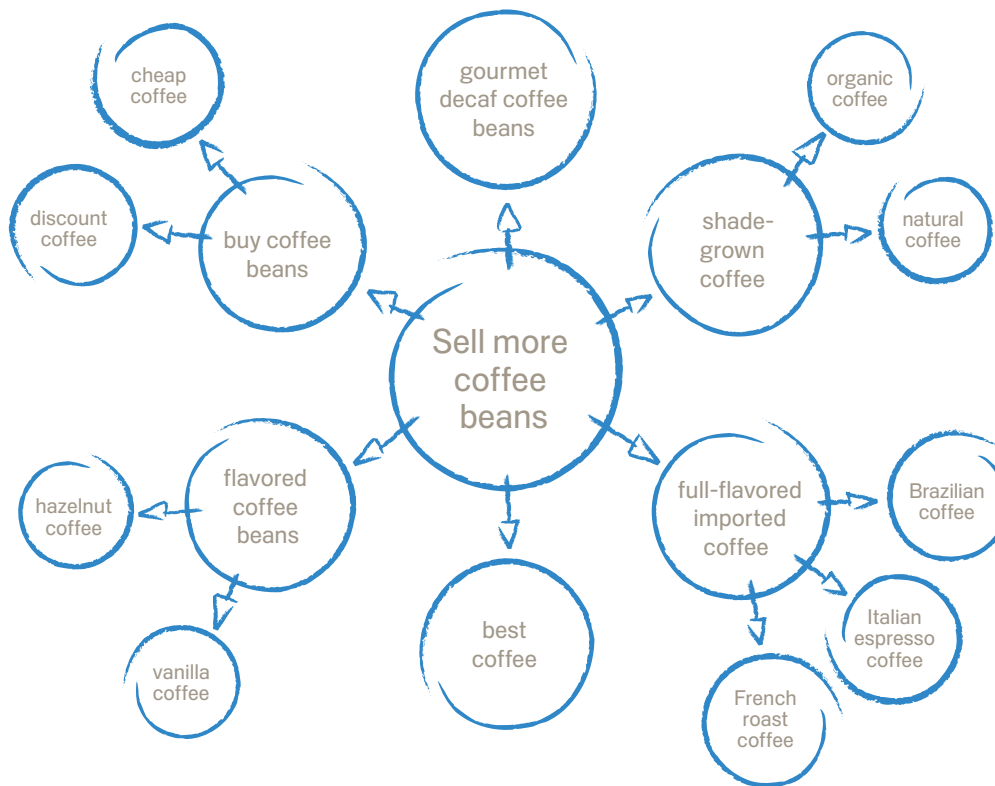 cheap
coffee
gourmet
decaf coffee
beans
organic
coffee
discount
coffee
buy coffee
beans
shade-
grown
coffee
natural
coffee
Sell more
coffee
beans
hazelnut
coffee
flavored
coffee
beans
full-flavored
imported
coffee
Brazilian
coffee
vanilla
coffee
best
coffee
Italian
espresso
coffee
French
roast
coffee